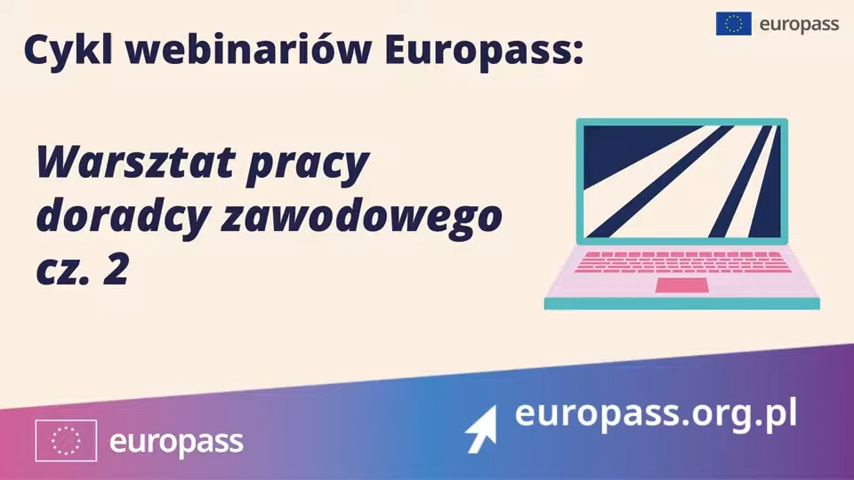 europass
Cykl webinariów Europass:
Warsztat pracy
doradcy zawodowego
cz. 2
europass
europass.org.pl